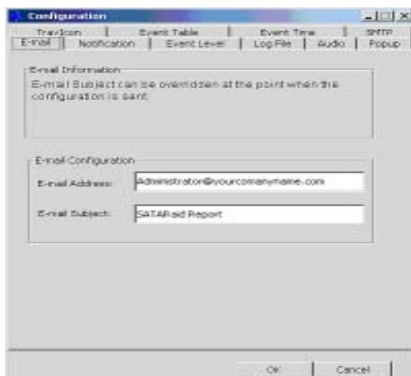 Configuration
TrayIcon Event Table Event Time SMTP
E-mail Notification Event Lever Log File Audio Popup
E-mail Information
E-mail Subject can be overridden at the point when the
configuration is sent
E-mail Configuration
E-mail Address: Administrator@yourcomanyname.com
E-mail Subject: SATARaid Report
OK Cancel